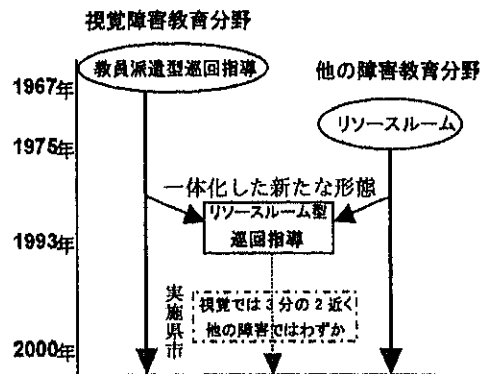 視覚障害教育分野
教員派遣型巡回指導
他の障害教育分野
1967年
リソースルーム
1975年
一体化した新たな形態
リソースルーム型
巡回指導
1993年
実施県市
視覚では3分の2近く
他の障害ではわずか
2000年